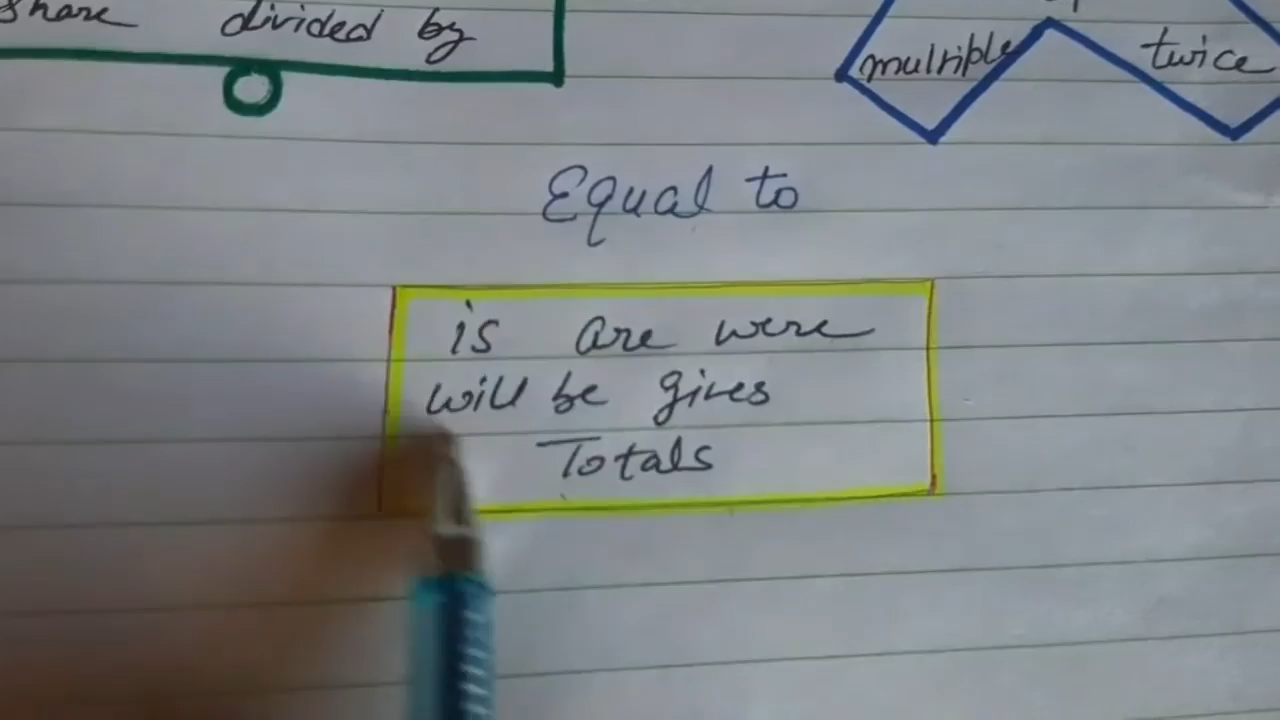 share divided by
multiple twice
Equal to
is are were
will be gives
Totals